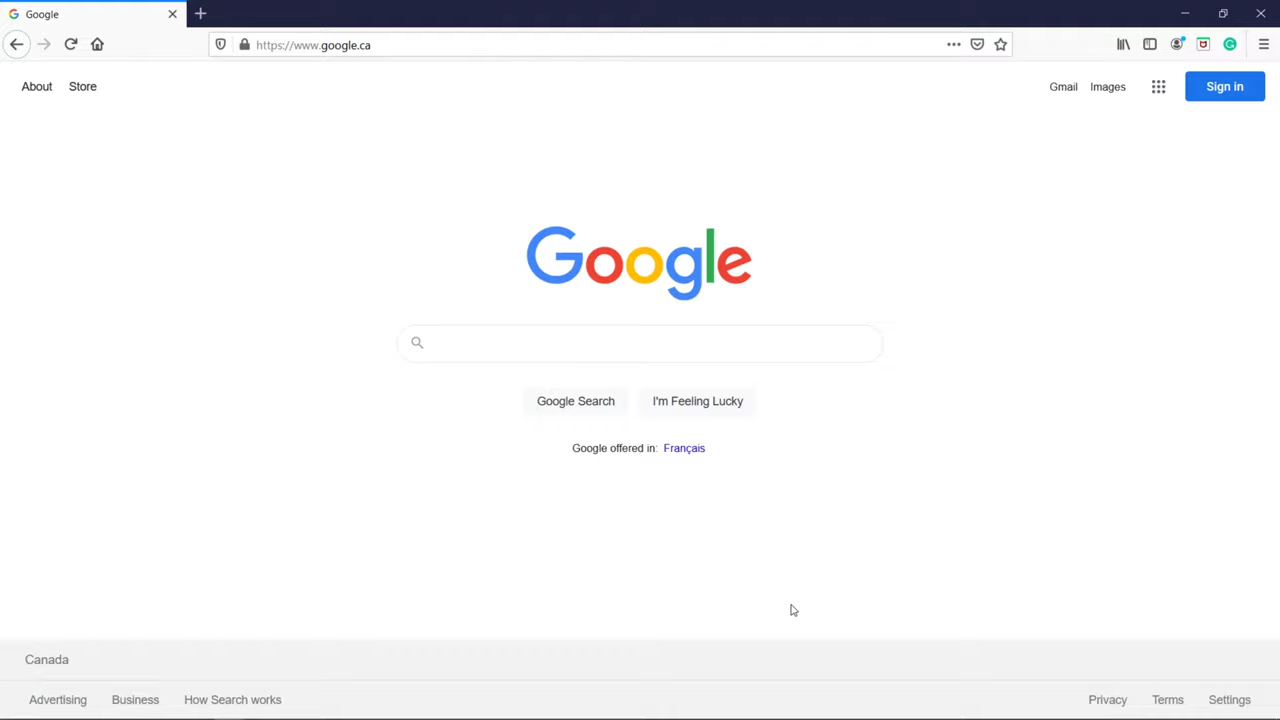 Google
https://www.google.ca
About Store
Gmail Images Sign in
Google
Google Search I'm Feeling Lucky
Google offered in: Français
Canada
Advertising Business How Search works
Privacy Terms Settings